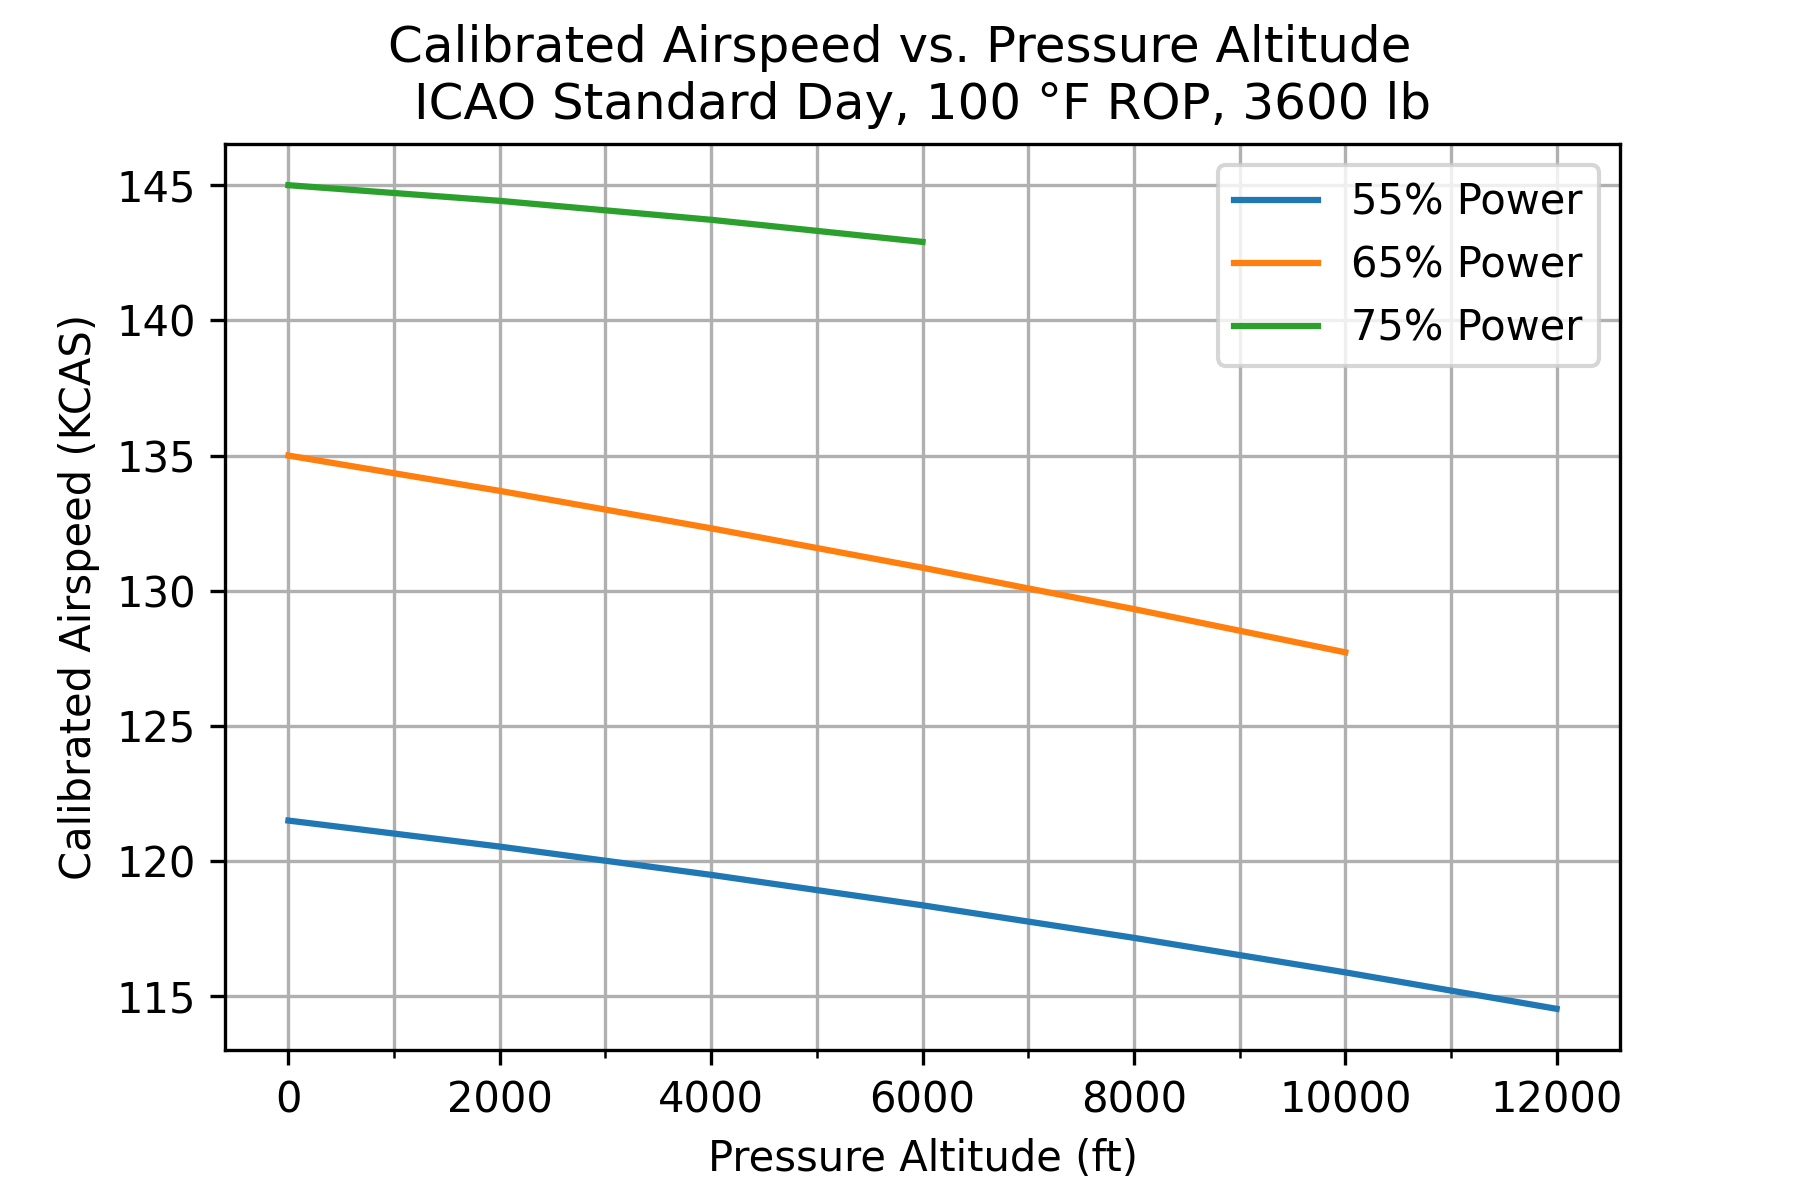 Calibrated Airspeed vs. Pressure Altitude
ICAO Standard Day, 100 °F ROP, 3600 lb
55% Power
65% Power
75% Power
Calibrated Airspeed (KCAS)
145
140
135
130
125
120
115
0 2000 4000 6000 8000 10000 12000
Pressure Altitude (ft)